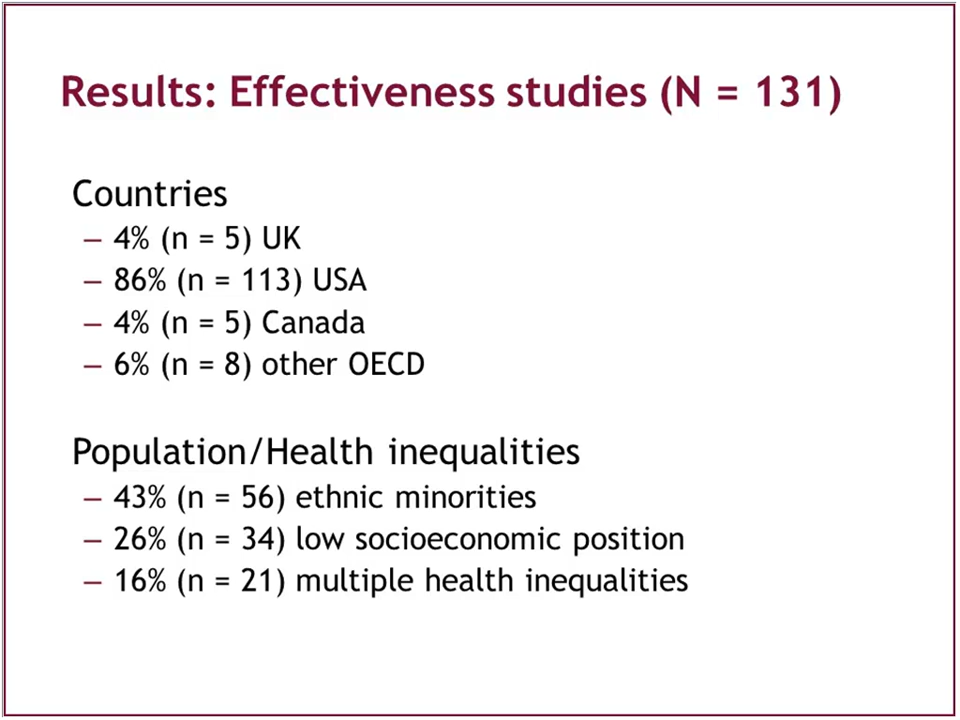 Results: Effectiveness studies (N = 131)
Countries
– 4% (n = 5) UK
– 86% (n = 113) USA
– 4% (n = 5) Canada
– 6% (n = 8) other OECD
Population/Health inequalities
– 43% (n = 56) ethnic minorities
– 26% (n = 34) low socioeconomic position
– 16% (n = 21) multiple health inequalities